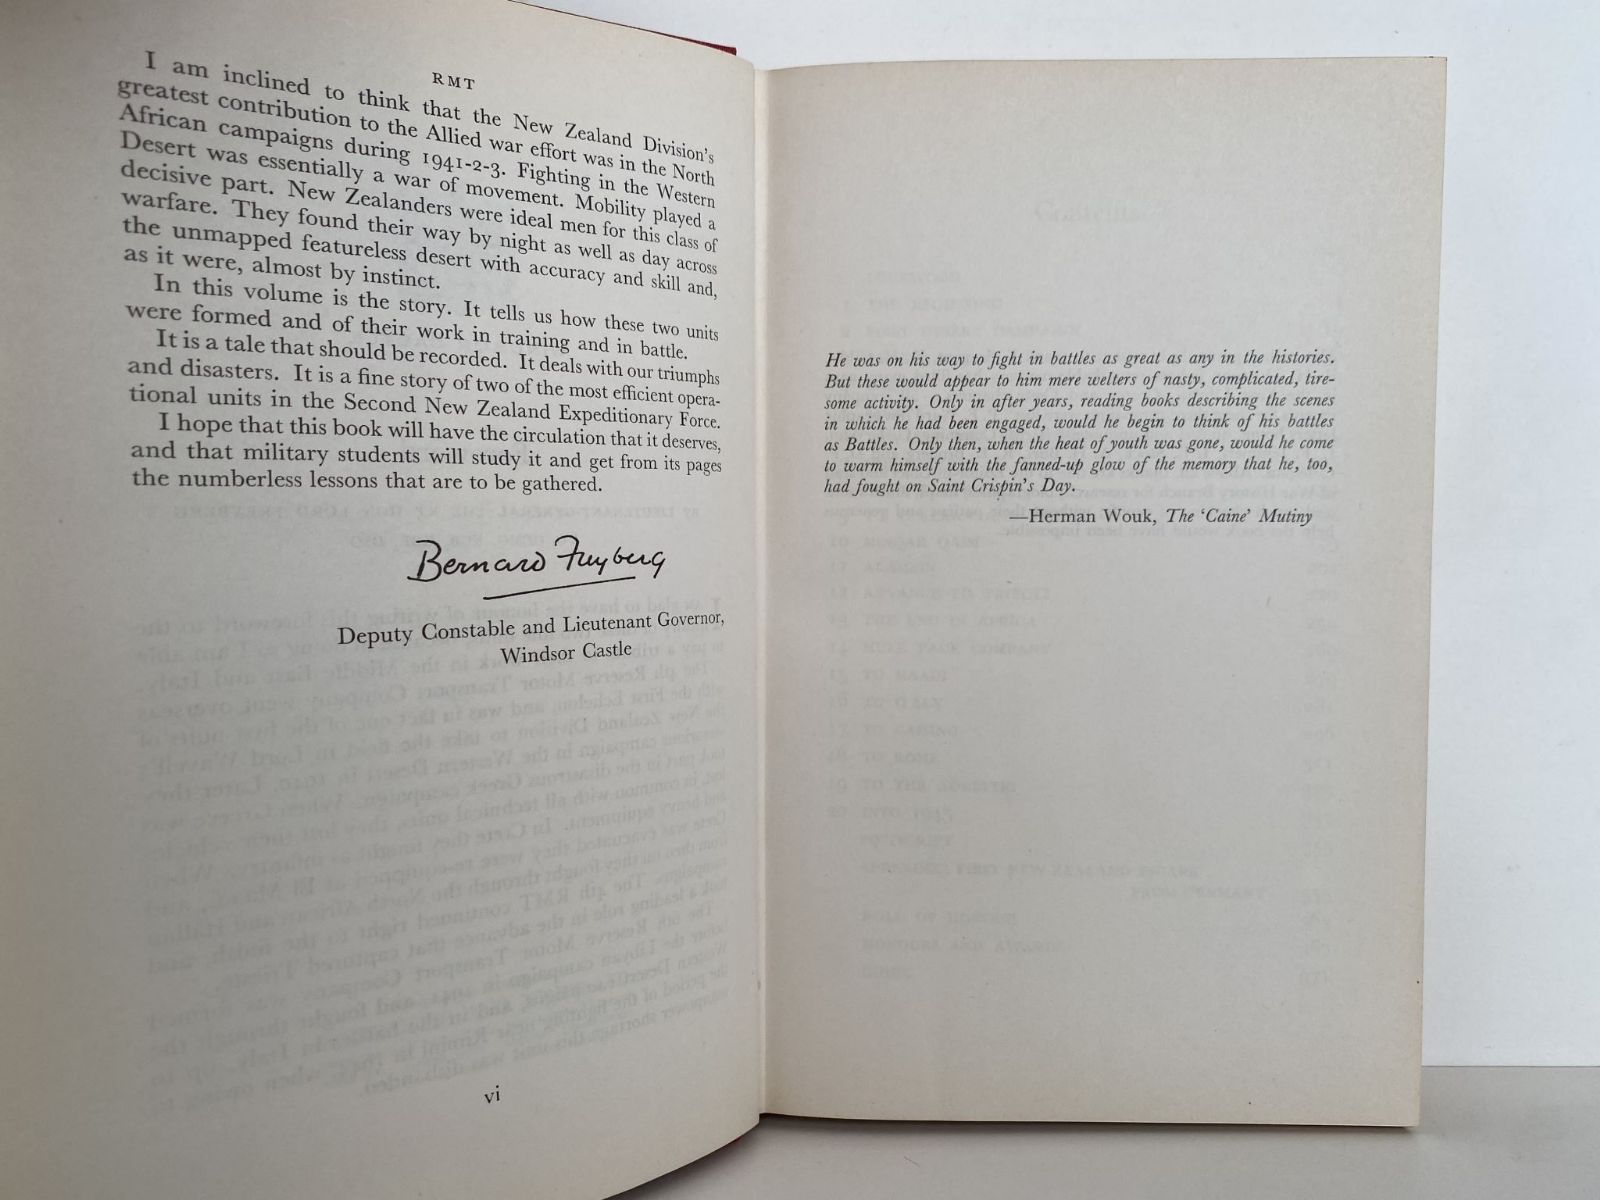 RMT
I am inclined to think that the New Zealand Division's
greatest contribution to the Allied war effort was in the North
African campaigns during 1941-2-3. Fighting in the Western
Desert was essentially a war of movement. Mobility played a
decisive part. New Zealanders were ideal men for this class of
warfare. They found their way by night as well as day across
the unmapped featureless desert with accuracy and skill and,
as it were, almost by instinct.
In this volume is the story. It tells us how these two units
were formed and of their work in training and in battle.
It is a tale that should be recorded. It deals with our triumphs
and disasters. It is a fine story of two of the most efficient opera-
tional units in the Second New Zealand Expeditionary Force.
I hope that this book will have the circulation that it deserves,
and that military students will study it and get from its pages
the numberless lessons that are to be gathered.
Bernard Freyberg
Deputy Constable and Lieutenant Governor,
Windsor Castle
vi
He was on his way to fight in battles as great as any in the histories.
But these would appear to him mere welters of nasty, complicated, tire-
some activity. Only in after years, reading books describing the scenes
in which he had been engaged, would he begin to think of his battles
as Battles. Only then, when the heat of youth was gone, would he come
to warm himself with the fanned-up glow of the memory that he, too,
had fought on Saint Crispin's Day.
—Herman Wouk, The 'Caine' Mutiny